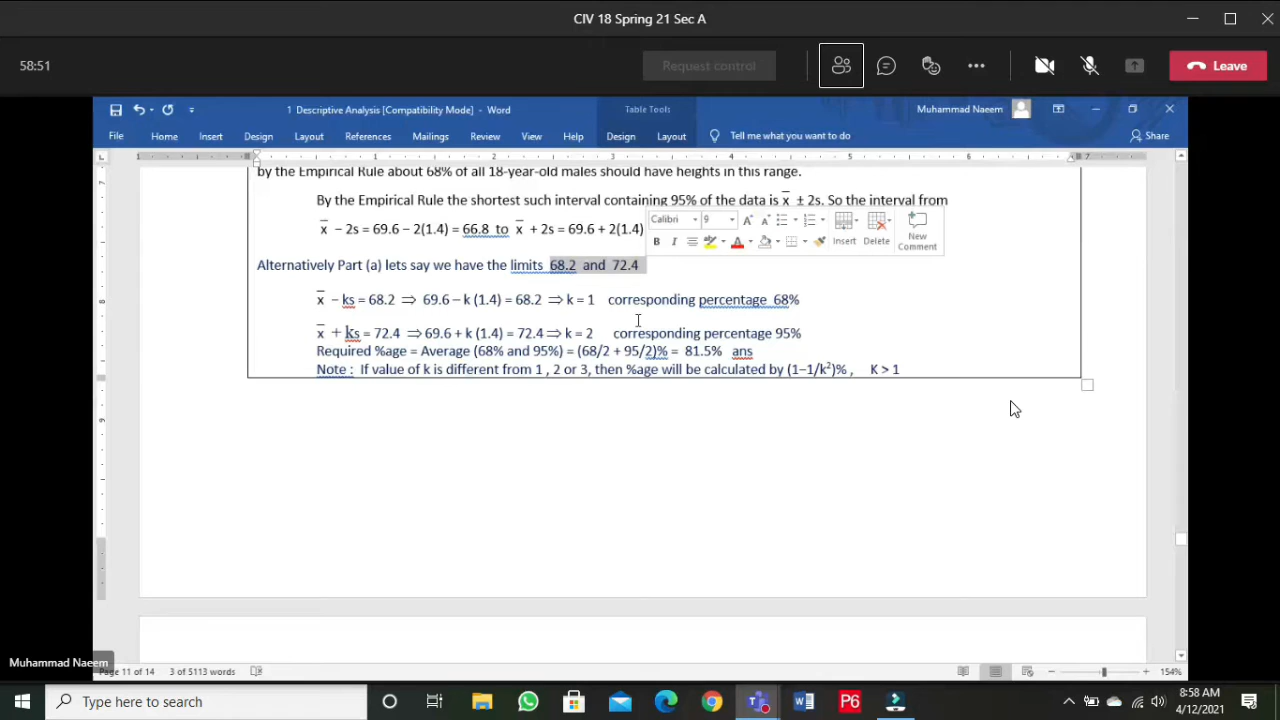 CIV 18 Spring 21 Sec A
58:51
Request control
Leave
1 Descriptive Analysis [Compatibility Mode] - Word
Table Tools
Muhammad Naeem
File Home Insert Design Layout References Mailings Review View Help Design Layout Tell me what you want to do Share
1 1 2 3 4 5 6 7
by the Empirical Rule about 68% of all 18-year-old males should have heights in this range.
By the Empirical Rule the shortest such interval containing 95% of the data is x̅ ± 2s. So the interval from
Calibri 9 A A
x̅ − 2s = 69.6 − 2(1.4) = 66.8 to x̅ + 2s = 69.6 + 2(1.4)
B I Insert Delete New Comment
Alternatively Part (a) lets say we have the limits 68.2 and 72.4
x̅ − ks = 68.2 ⇒ 69.6 − k (1.4) = 68.2 ⇒ k = 1 corresponding percentage 68%
x̅ + ks = 72.4 ⇒ 69.6 + k (1.4) = 72.4 ⇒ k = 2 corresponding percentage 95%
Required %age = Average (68% and 95%) = (68/2 + 95/2)% = 81.5% ans
Note : If value of k is different from 1 , 2 or 3, then %age will be calculated by (1−1/k²)% , K > 1
Muhammad Naeem
Page 11 of 14 3 of 5113 words 154%
Type here to search
P6
8:58 AM
4/12/2021